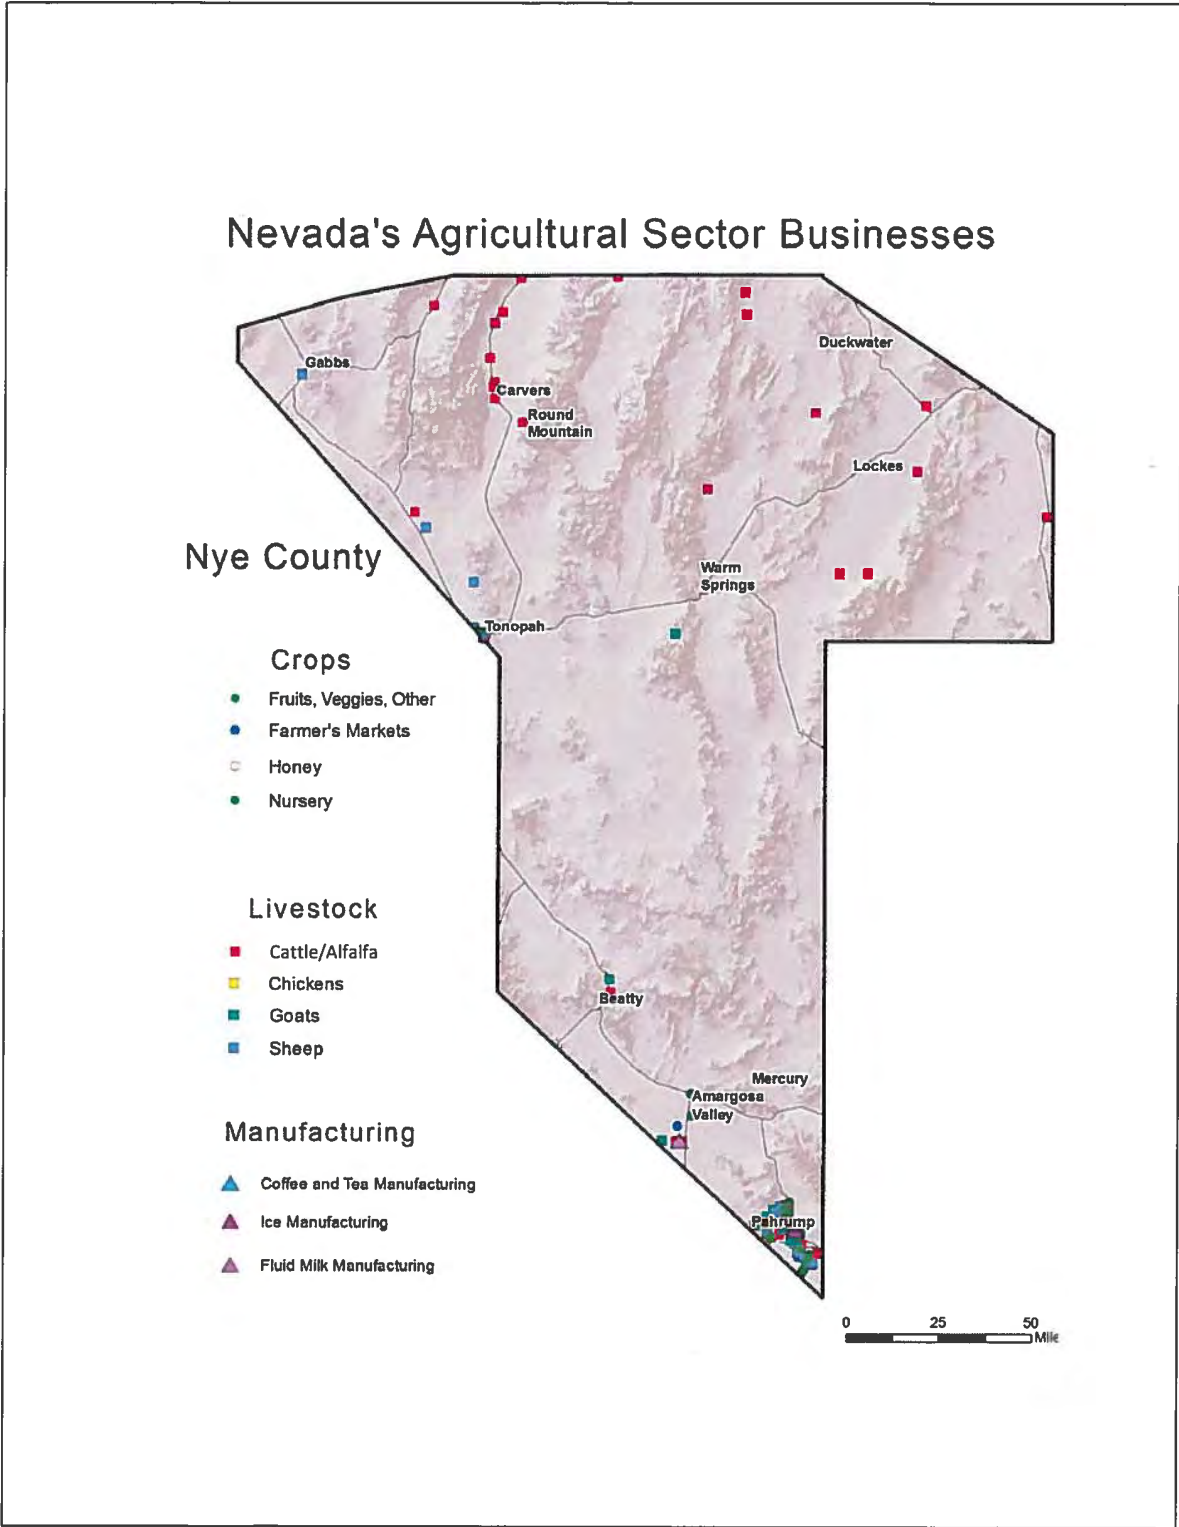 Nevada's Agricultural Sector Businesses
Duckwater
Gabbs
Carvers
Round
Mountain
Lockes
Nye County
Warm
Springs
Tonopah
Crops
Fruits, Veggies, Other
Farmer's Markets
Honey
Nursery
Livestock
Cattle/Alfalfa
Chickens
Goats
Sheep
Beatty
Mercury
Amargosa
Valley
Manufacturing
Coffee and Tea Manufacturing
Ice Manufacturing
Fluid Milk Manufacturing
Pahrump
0 25 50
Mile